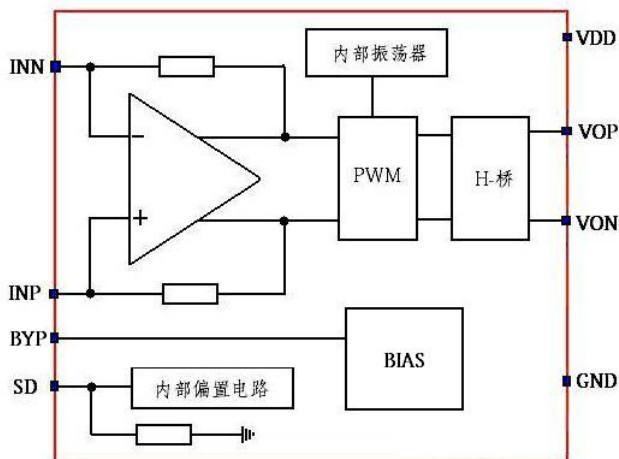 内部振荡器
VDD
INN
−
VOP
PWM
H-桥
+
VON
INP
BYP
BIAS
SD
内部偏置电路
GND